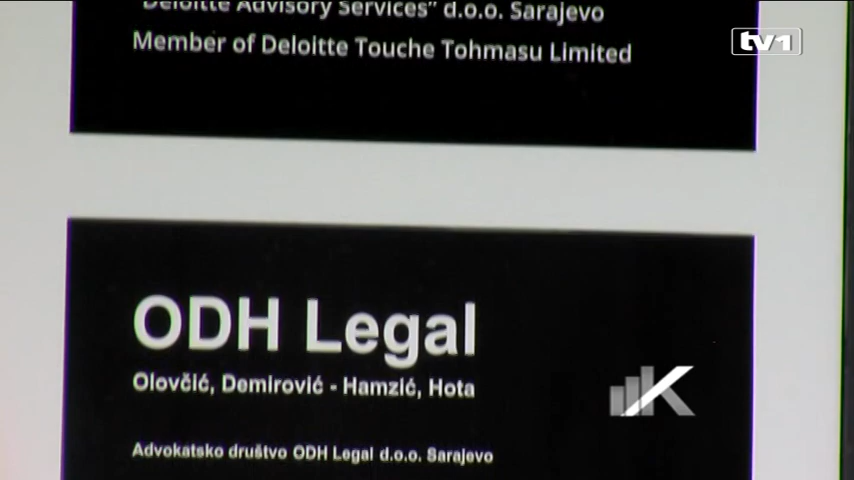 "Deloitte Advisory Services" d.o.o. Sarajevo
tv1
Member of Deloitte Touche Tohmasu Limited
ODH Legal
Olovčić, Demirović - Hamzić, Hota
Advokatsko društvo ODH Legal d.o.o. Sarajevo